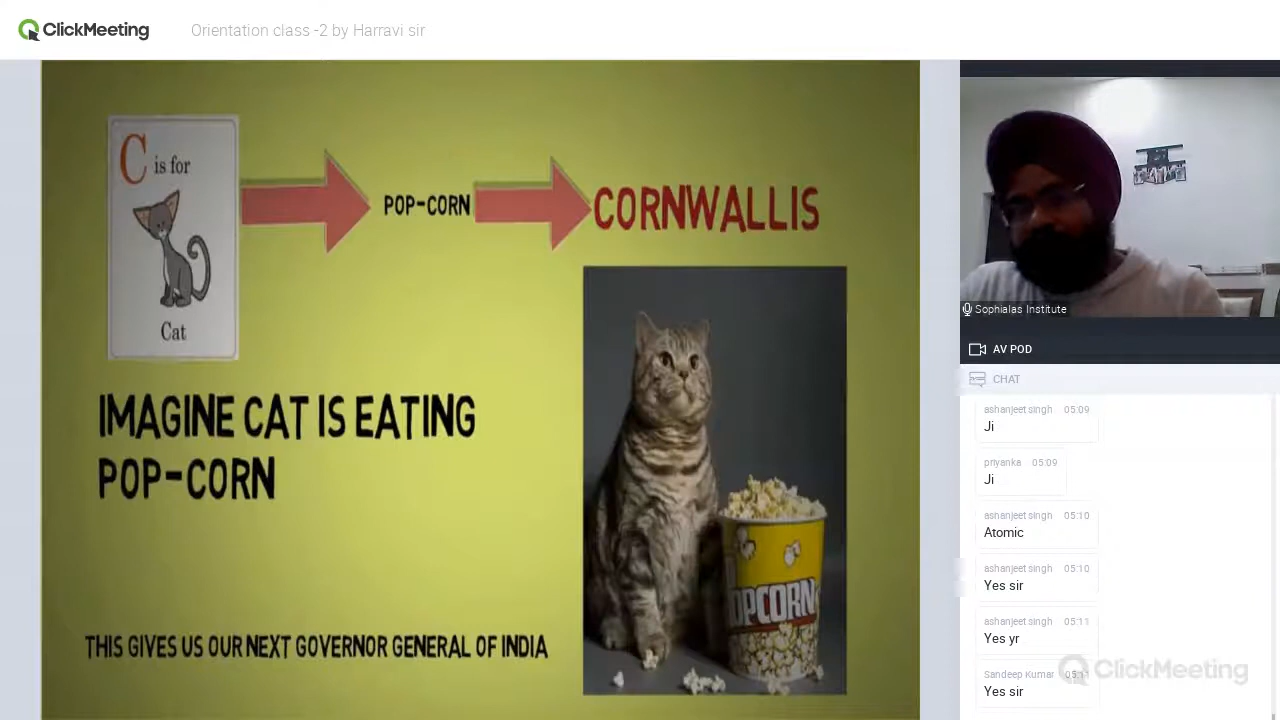 ClickMeeting
Orientation class -2 by Harravi sir
C is for
Cat
POP-CORN
CORNWALLIS
IMAGINE CAT IS EATING
POP-CORN
OPCORN
THIS GIVES US OUR NEXT GOVERNOR GENERAL OF INDIA
Sophialas Institute
AV POD
CHAT
ashanjeet singh 05:09
Ji
priyanka 05:09
Ji
ashanjeet singh 05:10
Atomic
ashanjeet singh 05:10
Yes sir
ashanjeet singh 05:11
Yes yr
Sandeep Kumar 05:11
Yes sir
ClickMeeting